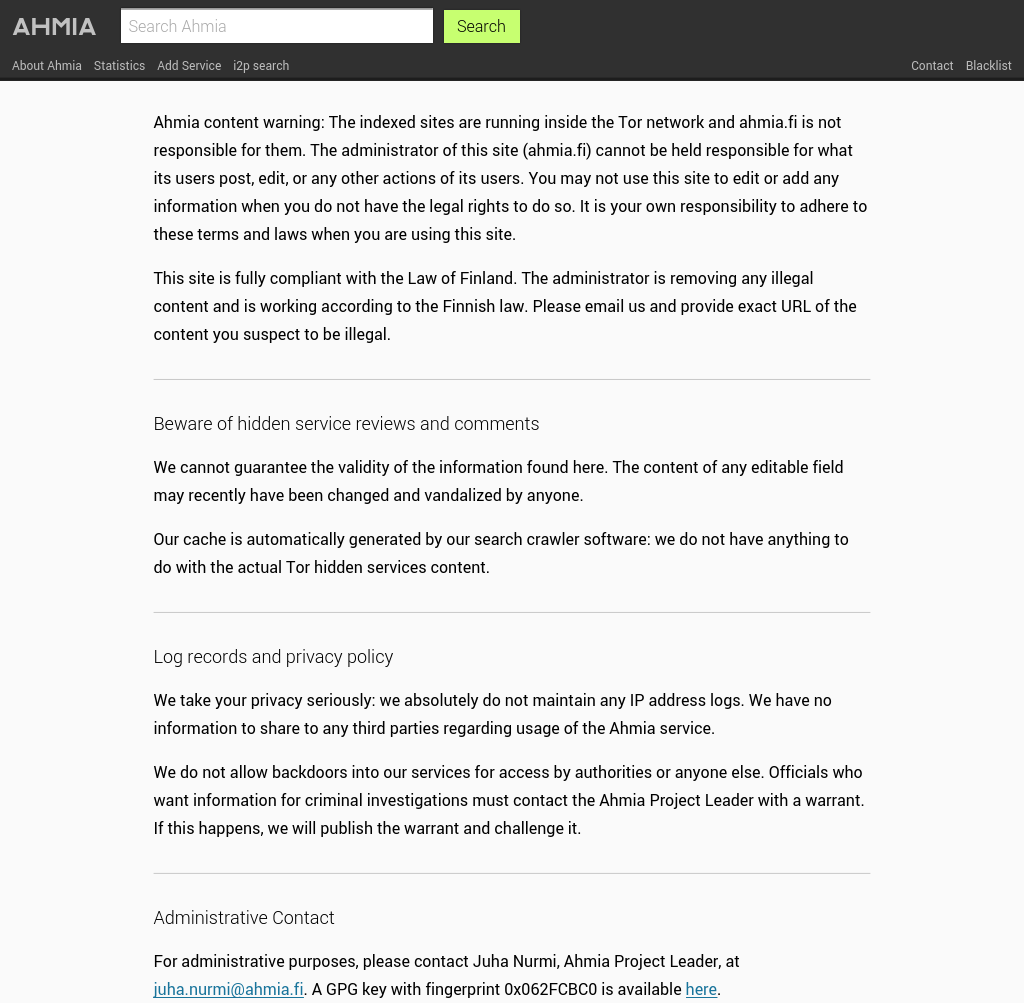 AHMIA
Search Ahmia
Search
About Ahmia Statistics Add Service i2p search
Contact Blacklist
Ahmia content warning: The indexed sites are running inside the Tor network and ahmia.fi is not
responsible for them. The administrator of this site (ahmia.fi) cannot be held responsible for what
its users post, edit, or any other actions of its users. You may not use this site to edit or add any
information when you do not have the legal rights to do so. It is your own responsibility to adhere to
these terms and laws when you are using this site.
This site is fully compliant with the Law of Finland. The administrator is removing any illegal
content and is working according to the Finnish law. Please email us and provide exact URL of the
content you suspect to be illegal.
Beware of hidden service reviews and comments
We cannot guarantee the validity of the information found here. The content of any editable field
may recently have been changed and vandalized by anyone.
Our cache is automatically generated by our search crawler software: we do not have anything to
do with the actual Tor hidden services content.
Log records and privacy policy
We take your privacy seriously: we absolutely do not maintain any IP address logs. We have no
information to share to any third parties regarding usage of the Ahmia service.
We do not allow backdoors into our services for access by authorities or anyone else. Officials who
want information for criminal investigations must contact the Ahmia Project Leader with a warrant.
If this happens, we will publish the warrant and challenge it.
Administrative Contact
For administrative purposes, please contact Juha Nurmi, Ahmia Project Leader, at
juha.nurmi@ahmia.fi. A GPG key with fingerprint 0x062FCBC0 is available here.